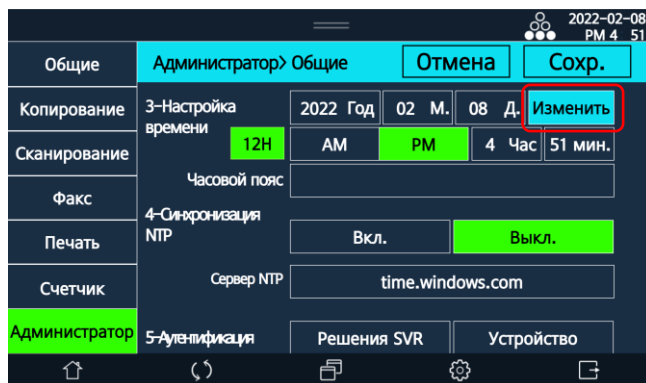 2022-02-08
PM 4 51
Общие
Администратор> Общие
Отмена
Сохр.
Копирование
3-Настройка времени
2022 Год
02 М.
08 Д.
Изменить
12H
AM
PM
4 Час
51 мин.
Сканирование
Часовой пояс
Факс
4-Синхронизация NTP
Вкл.
Выкл.
Печать
Сервер NTP
time.windows.com
Счетчик
Администратор
5-Аутентификация
Решения SVR
Устройство